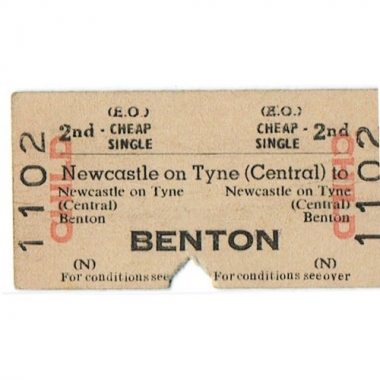 (E.O.) (E.O.)
2nd - CHEAP SINGLE CHEAP - 2nd SINGLE
Newcastle on Tyne (Central) to
Newcastle on Tyne Newcastle on Tyne
(Central) (Central)
Benton Benton
BENTON
(N) (N)
For conditions see For conditions see over
1102 CHILD
CHILD 1102